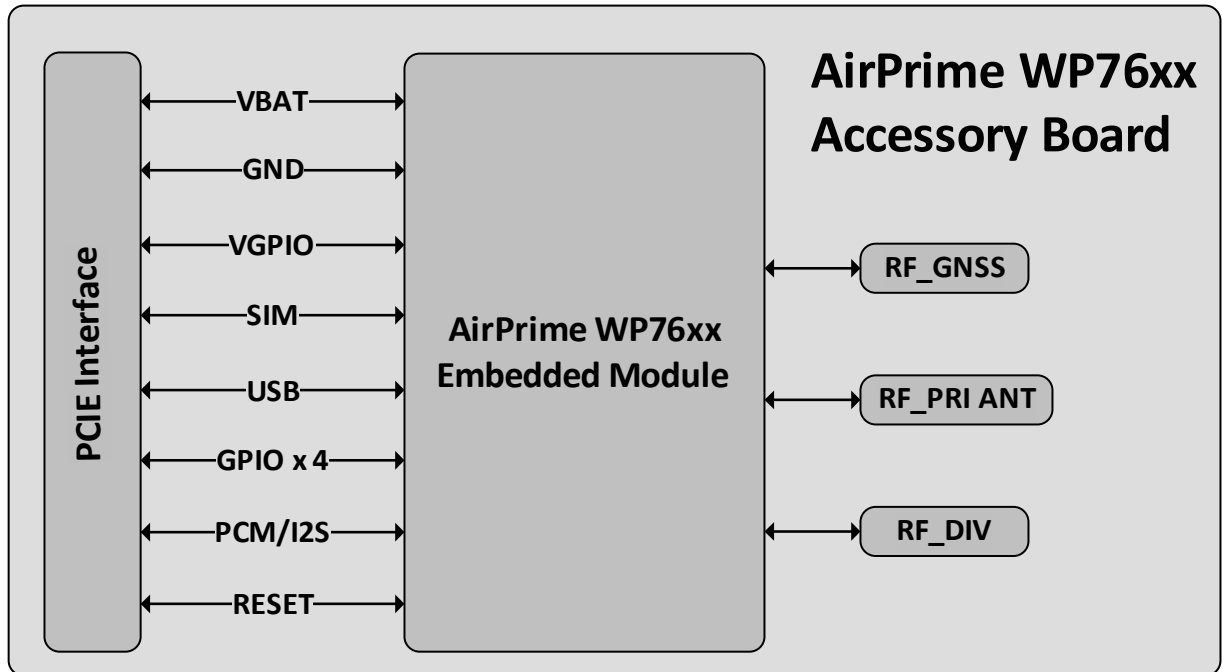 AirPrime WP76xx
Accessory Board
PCIE Interface
VBAT
GND
VGPIO
SIM
USB
GPIO x 4
PCM/I2S
RESET
AirPrime WP76xx
Embedded Module
RF_GNSS
RF_PRI ANT
RF_DIV